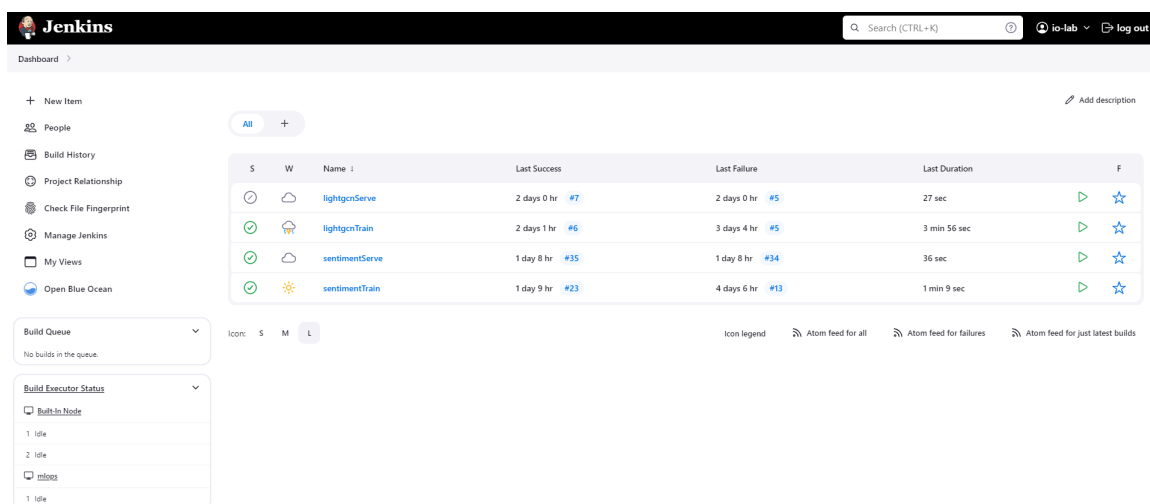 Jenkins
Search (CTRL+K)
io-lab
log out
Dashboard
New Item
People
Build History
Project Relationship
Check File Fingerprint
Manage Jenkins
My Views
Open Blue Ocean
Build Queue
No builds in the queue.
Build Executor Status
Built-In Node
1 Idle
2 Idle
mlops
1 Idle
Add description
All +
S W Name ↓ Last Success Last Failure Last Duration F
lightgcnServe 2 days 0 hr #7 2 days 0 hr #5 27 sec
lightgcnTrain 2 days 1 hr #6 3 days 4 hr #5 3 min 56 sec
sentimentServe 1 day 8 hr #35 1 day 8 hr #34 36 sec
sentimentTrain 1 day 9 hr #23 4 days 6 hr #13 1 min 9 sec
Icon: S M L Icon legend Atom feed for all Atom feed for failures Atom feed for just latest builds